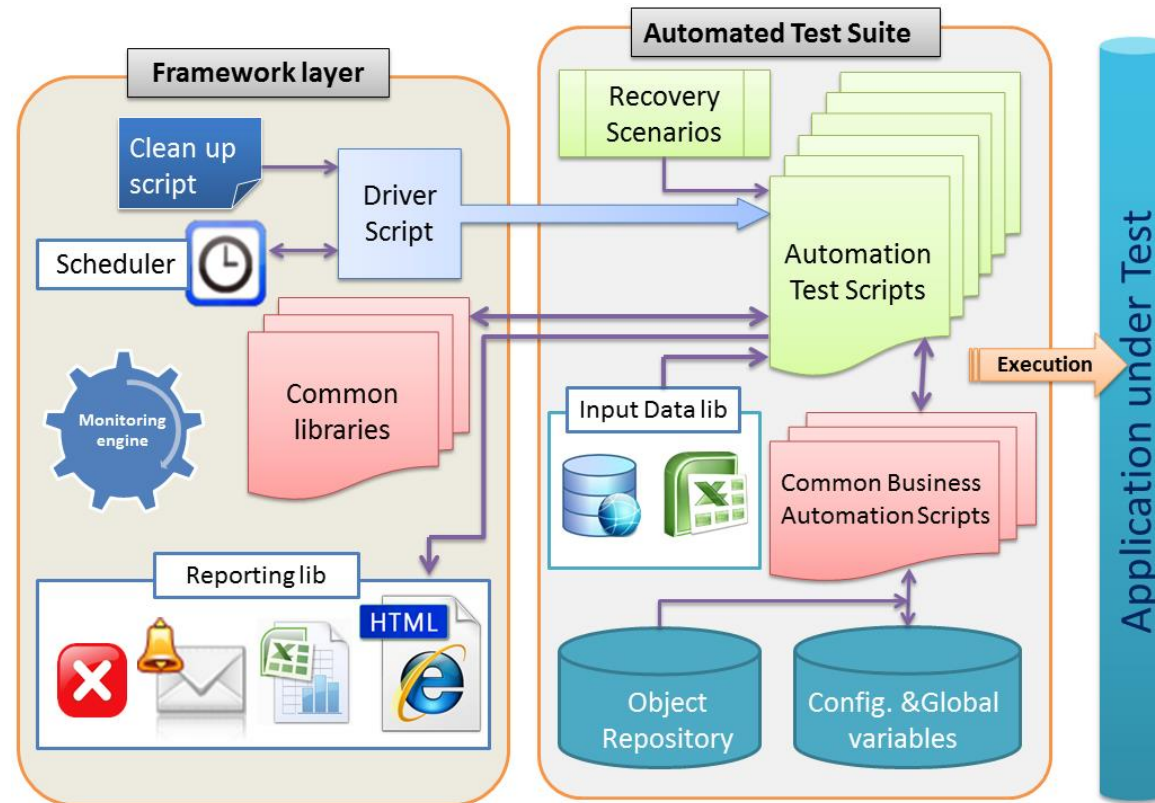 Framework layer
Clean up
script
Driver
Script
Scheduler
Common
libraries
Monitoring
engine
Reporting lib
HTML
Automated Test Suite
Recovery
Scenarios
Automation
Test Scripts
Input Data lib
Common Business
Automation Scripts
Object
Repository
Config. &Global
variables
Execution
Application under Test